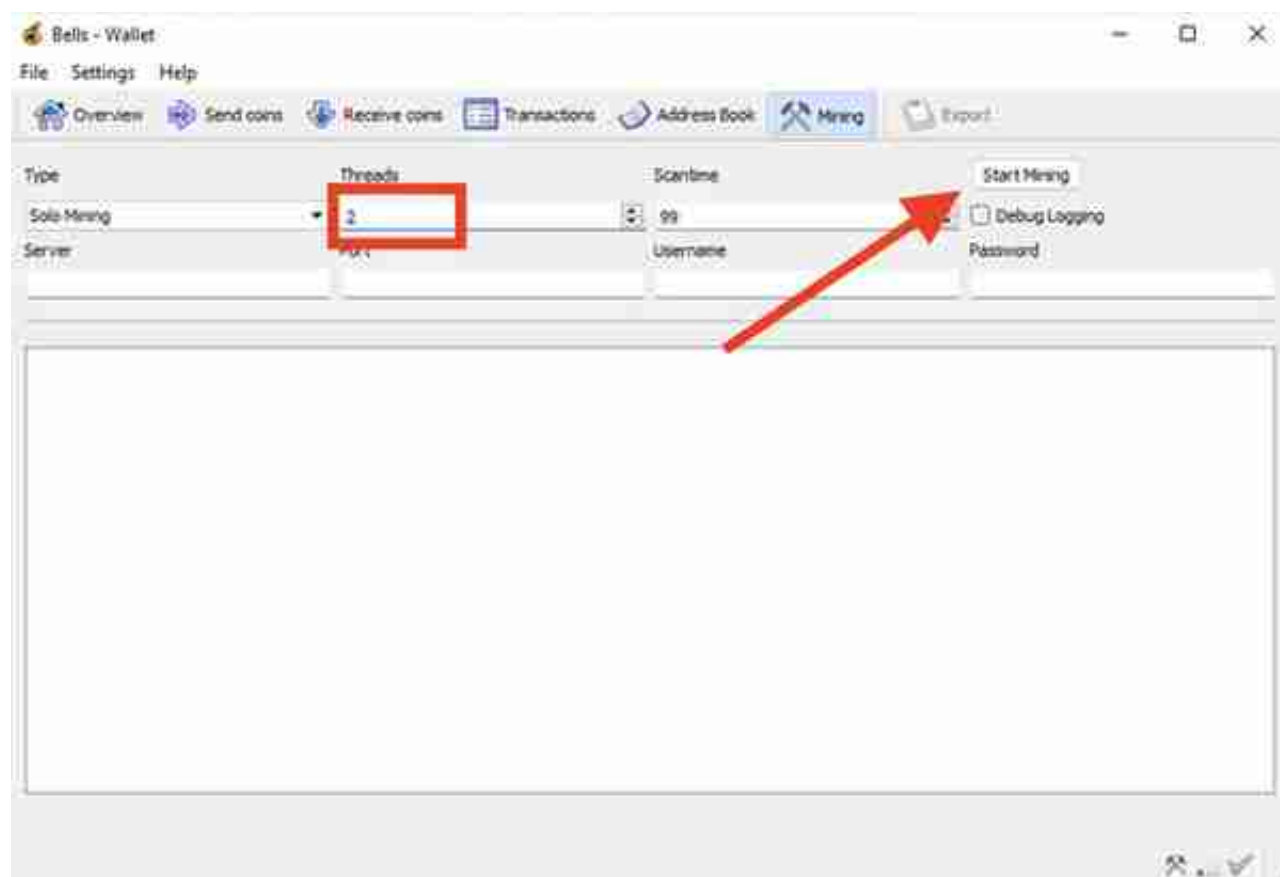 Bells - Wallet
File Settings Help
Overview Send coins Receive coins Transactions Address Book Mining Export
Type Threads Scantime Start Mining
Solo Mining 2 99 Debug Logging
Server Port Username Password